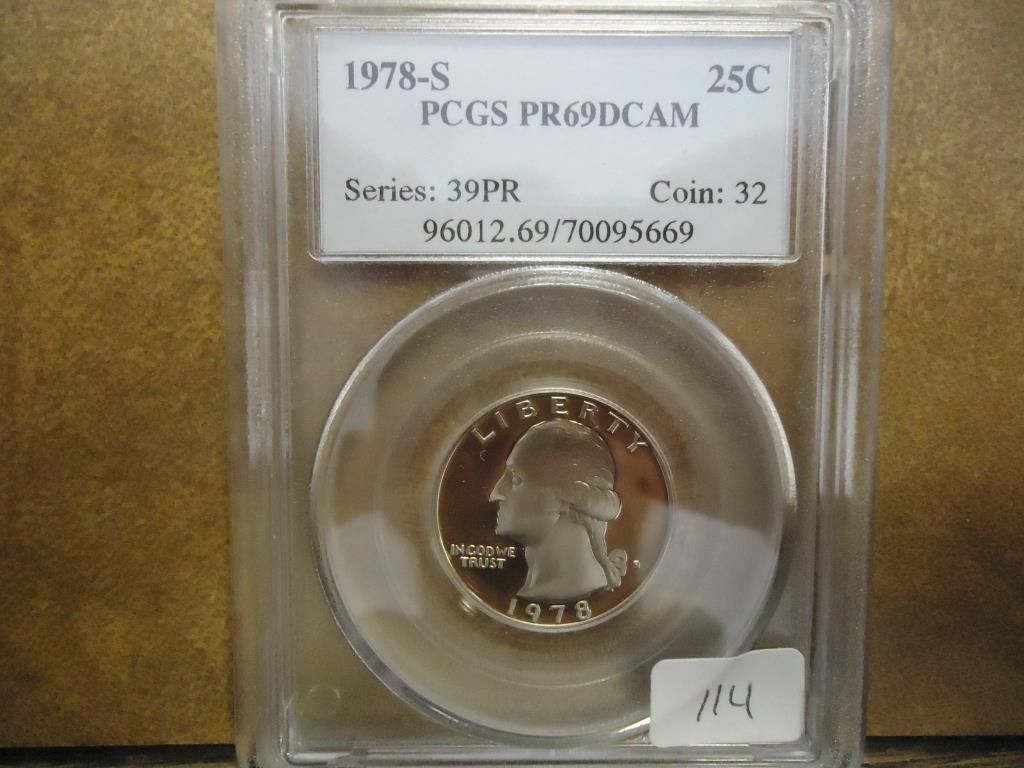 1978-S 25C
PCGS PR69DCAM
Series: 39PR Coin: 32
96012.69/70095669
LIBERTY
IN GOD WE
TRUST
1978
114